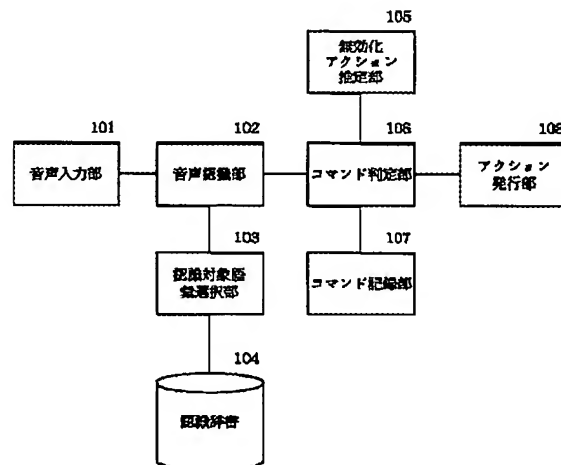 105
無効化
アクション
推定部
101
102
106
108
音声入力部
音声認識部
コマンド判定部
アクション
発行部
103
107
認識対象語
彙選択部
コマンド記録部
104
認識辞書